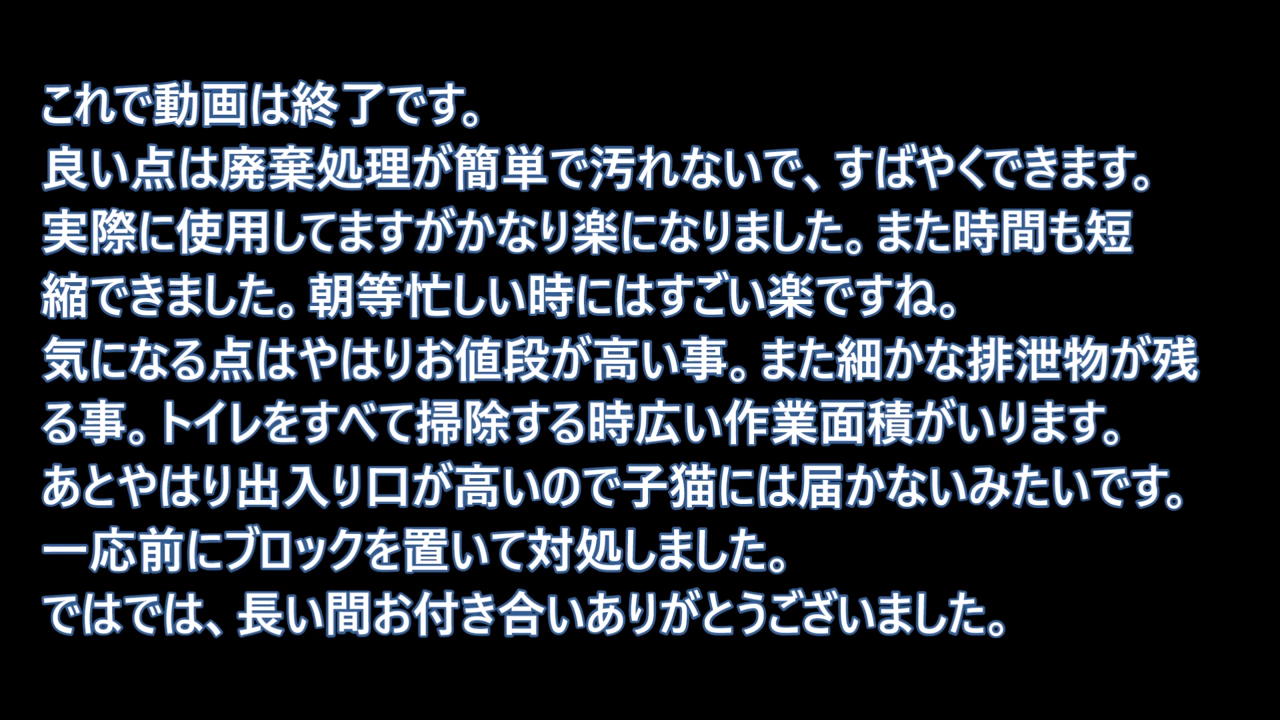 これで動画は終了です。
良い点は廃棄処理が簡単で汚れないで、すばやくできます。
実際に使用してますがかなり楽になりました。また時間も短
縮できました。朝等忙しい時にはすごい楽ですね。
気になる点はやはりお値段が高い事。また細かな排泄物が残
る事。トイレをすべて掃除する時広い作業面積がいります。
あとやはり出入り口が高いので子猫には届かないみたいです。
一応前にブロックを置いて対処しました。
ではでは、長い間お付き合いありがとうございました。